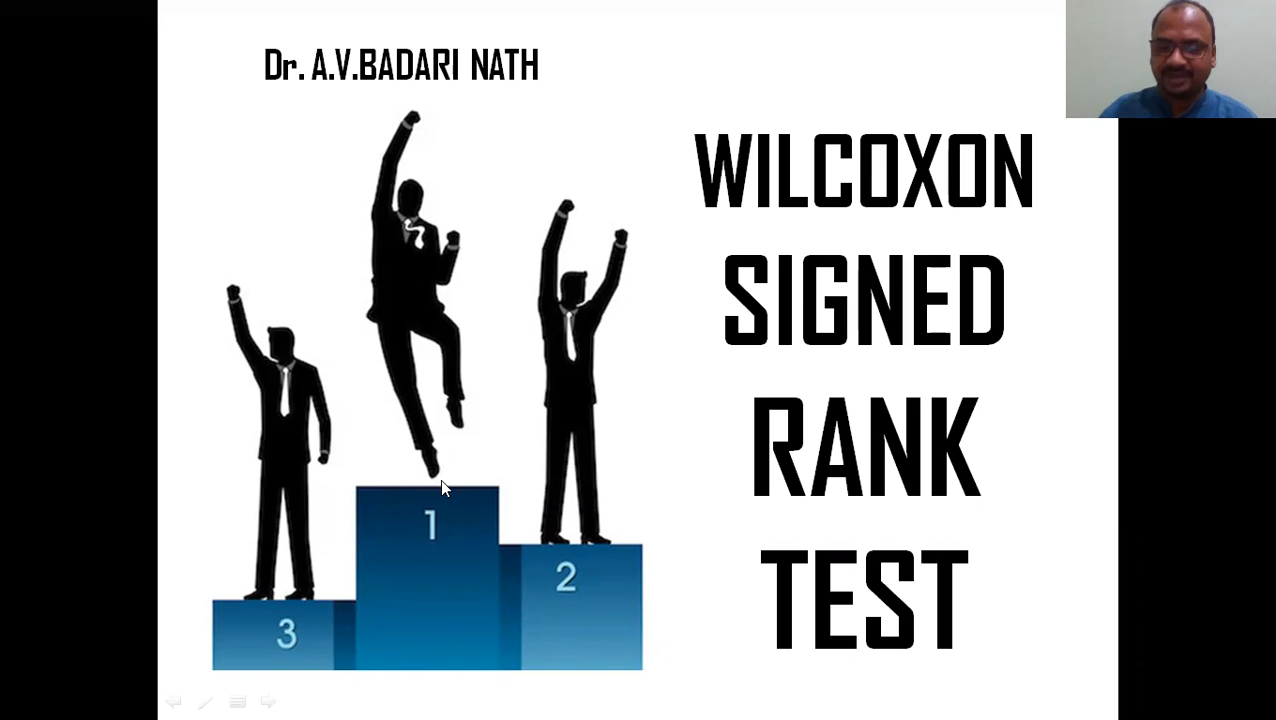 Dr. A.V.BADARI NATH
WILCOXON
SIGNED
RANK
TEST
1
2
3